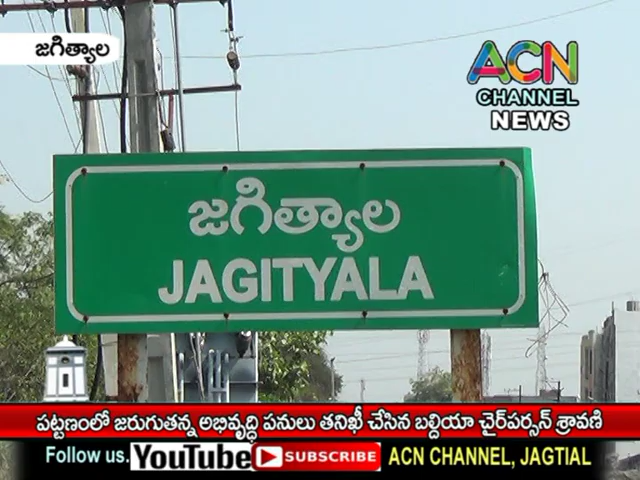 జగిత్యాల
ACN
CHANNEL
NEWS
జగిత్యాల
JAGITYALA
పట్టణంలో జరుగుతన్న అభివృద్ధి పనులు తనిఖీ చేసిన బల్దియా చైర్‌పర్సన్ శ్రావణి
Follow us. YouTube SUBSCRIBE ACN CHANNEL, JAGTIAL